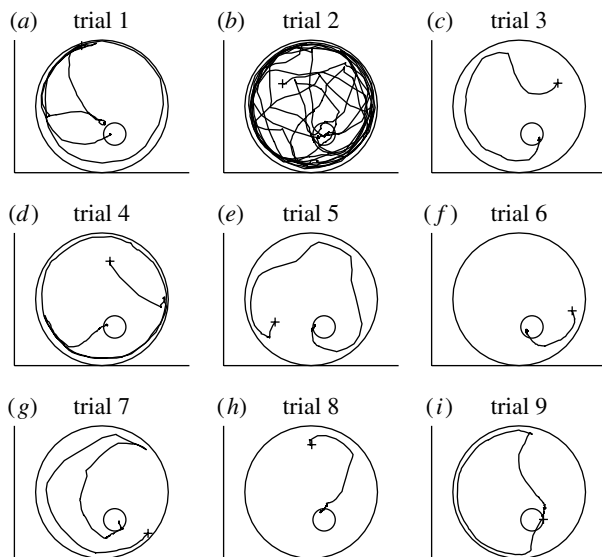 (a) trial 1 (b) trial 2 (c) trial 3
(d) trial 4 (e) trial 5 (f) trial 6
(g) trial 7 (h) trial 8 (i) trial 9